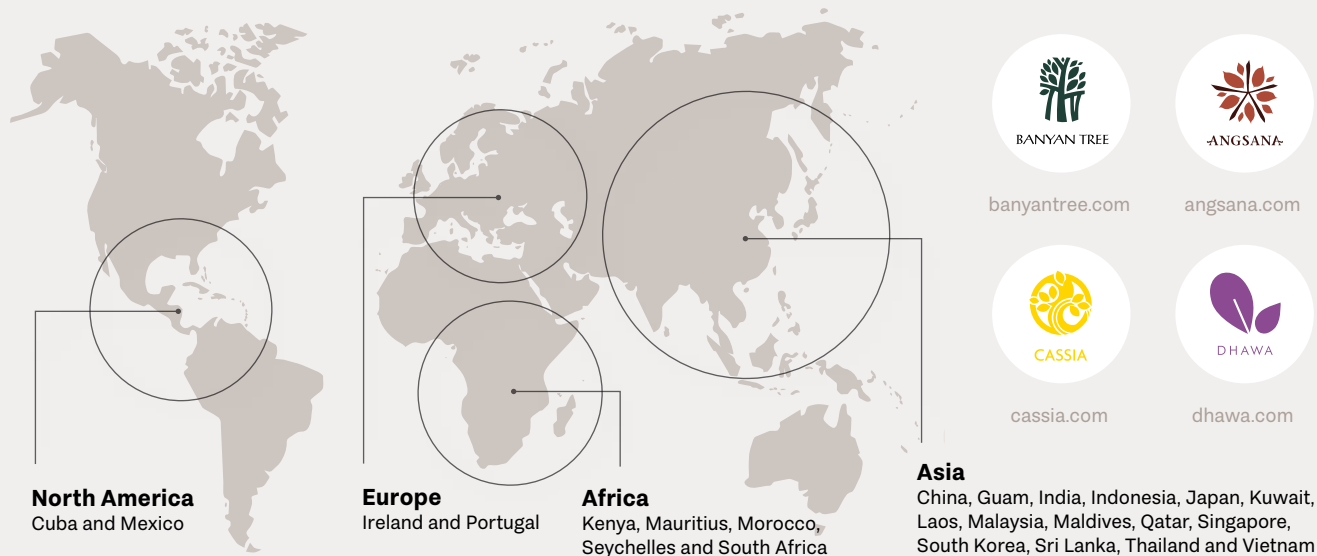 BANYAN TREE
ANGSANA
banyantree.com
angsana.com
CASSIA
DHAWA
cassia.com
dhawa.com
North America
Cuba and Mexico
Europe
Ireland and Portugal
Africa
Kenya, Mauritius, Morocco,
Seychelles and South Africa
Asia
China, Guam, India, Indonesia, Japan, Kuwait,
Laos, Malaysia, Maldives, Qatar, Singapore,
South Korea, Sri Lanka, Thailand and Vietnam